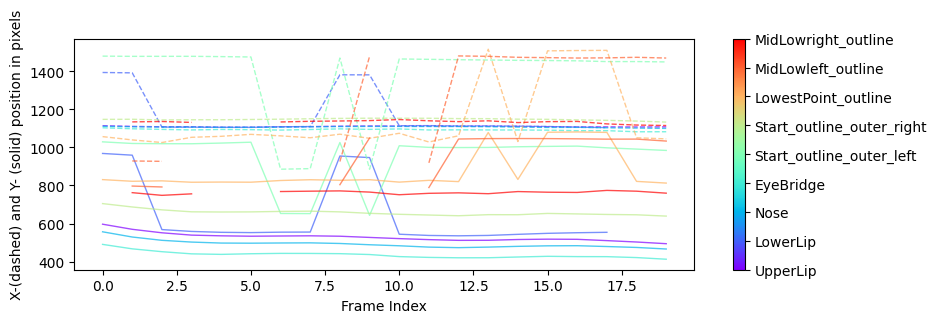 X-(dashed) and Y- (solid) position in pixels
1400
1200
1000
800
600
400
0.0 2.5 5.0 7.5 10.0 12.5 15.0 17.5
Frame Index
MidLowright_outline
MidLowleft_outline
LowestPoint_outline
Start_outline_outer_right
Start_outline_outer_left
EyeBridge
Nose
LowerLip
UpperLip